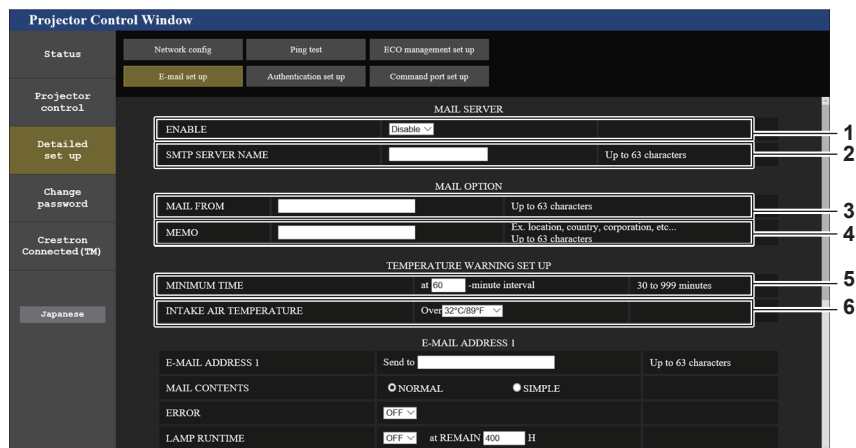 Projector Control Window
Status
Projector
control
Detailed
set up
Change
password
Crestron
Connected(TM)
Japanese
Network config Ping test ECO management set up
E-mail set up Authentication set up Command port set up
MAIL SERVER
ENABLE Disable 1
SMTP SERVER NAME Up to 63 characters 2
MAIL OPTION
MAIL FROM Up to 63 characters 3
MEMO Ex. location, country, corporation, etc... 4
Up to 63 characters
TEMPERATURE WARNING SET UP
MINIMUM TIME at 60 -minute interval 30 to 999 minutes 5
INTAKE AIR TEMPERATURE Over 32°C/89°F 6
E-MAIL ADDRESS 1
E-MAIL ADDRESS 1 Send to Up to 63 characters
MAIL CONTENTS NORMAL SIMPLE
ERROR OFF
LAMP RUNTIME OFF at REMAIN 400 H